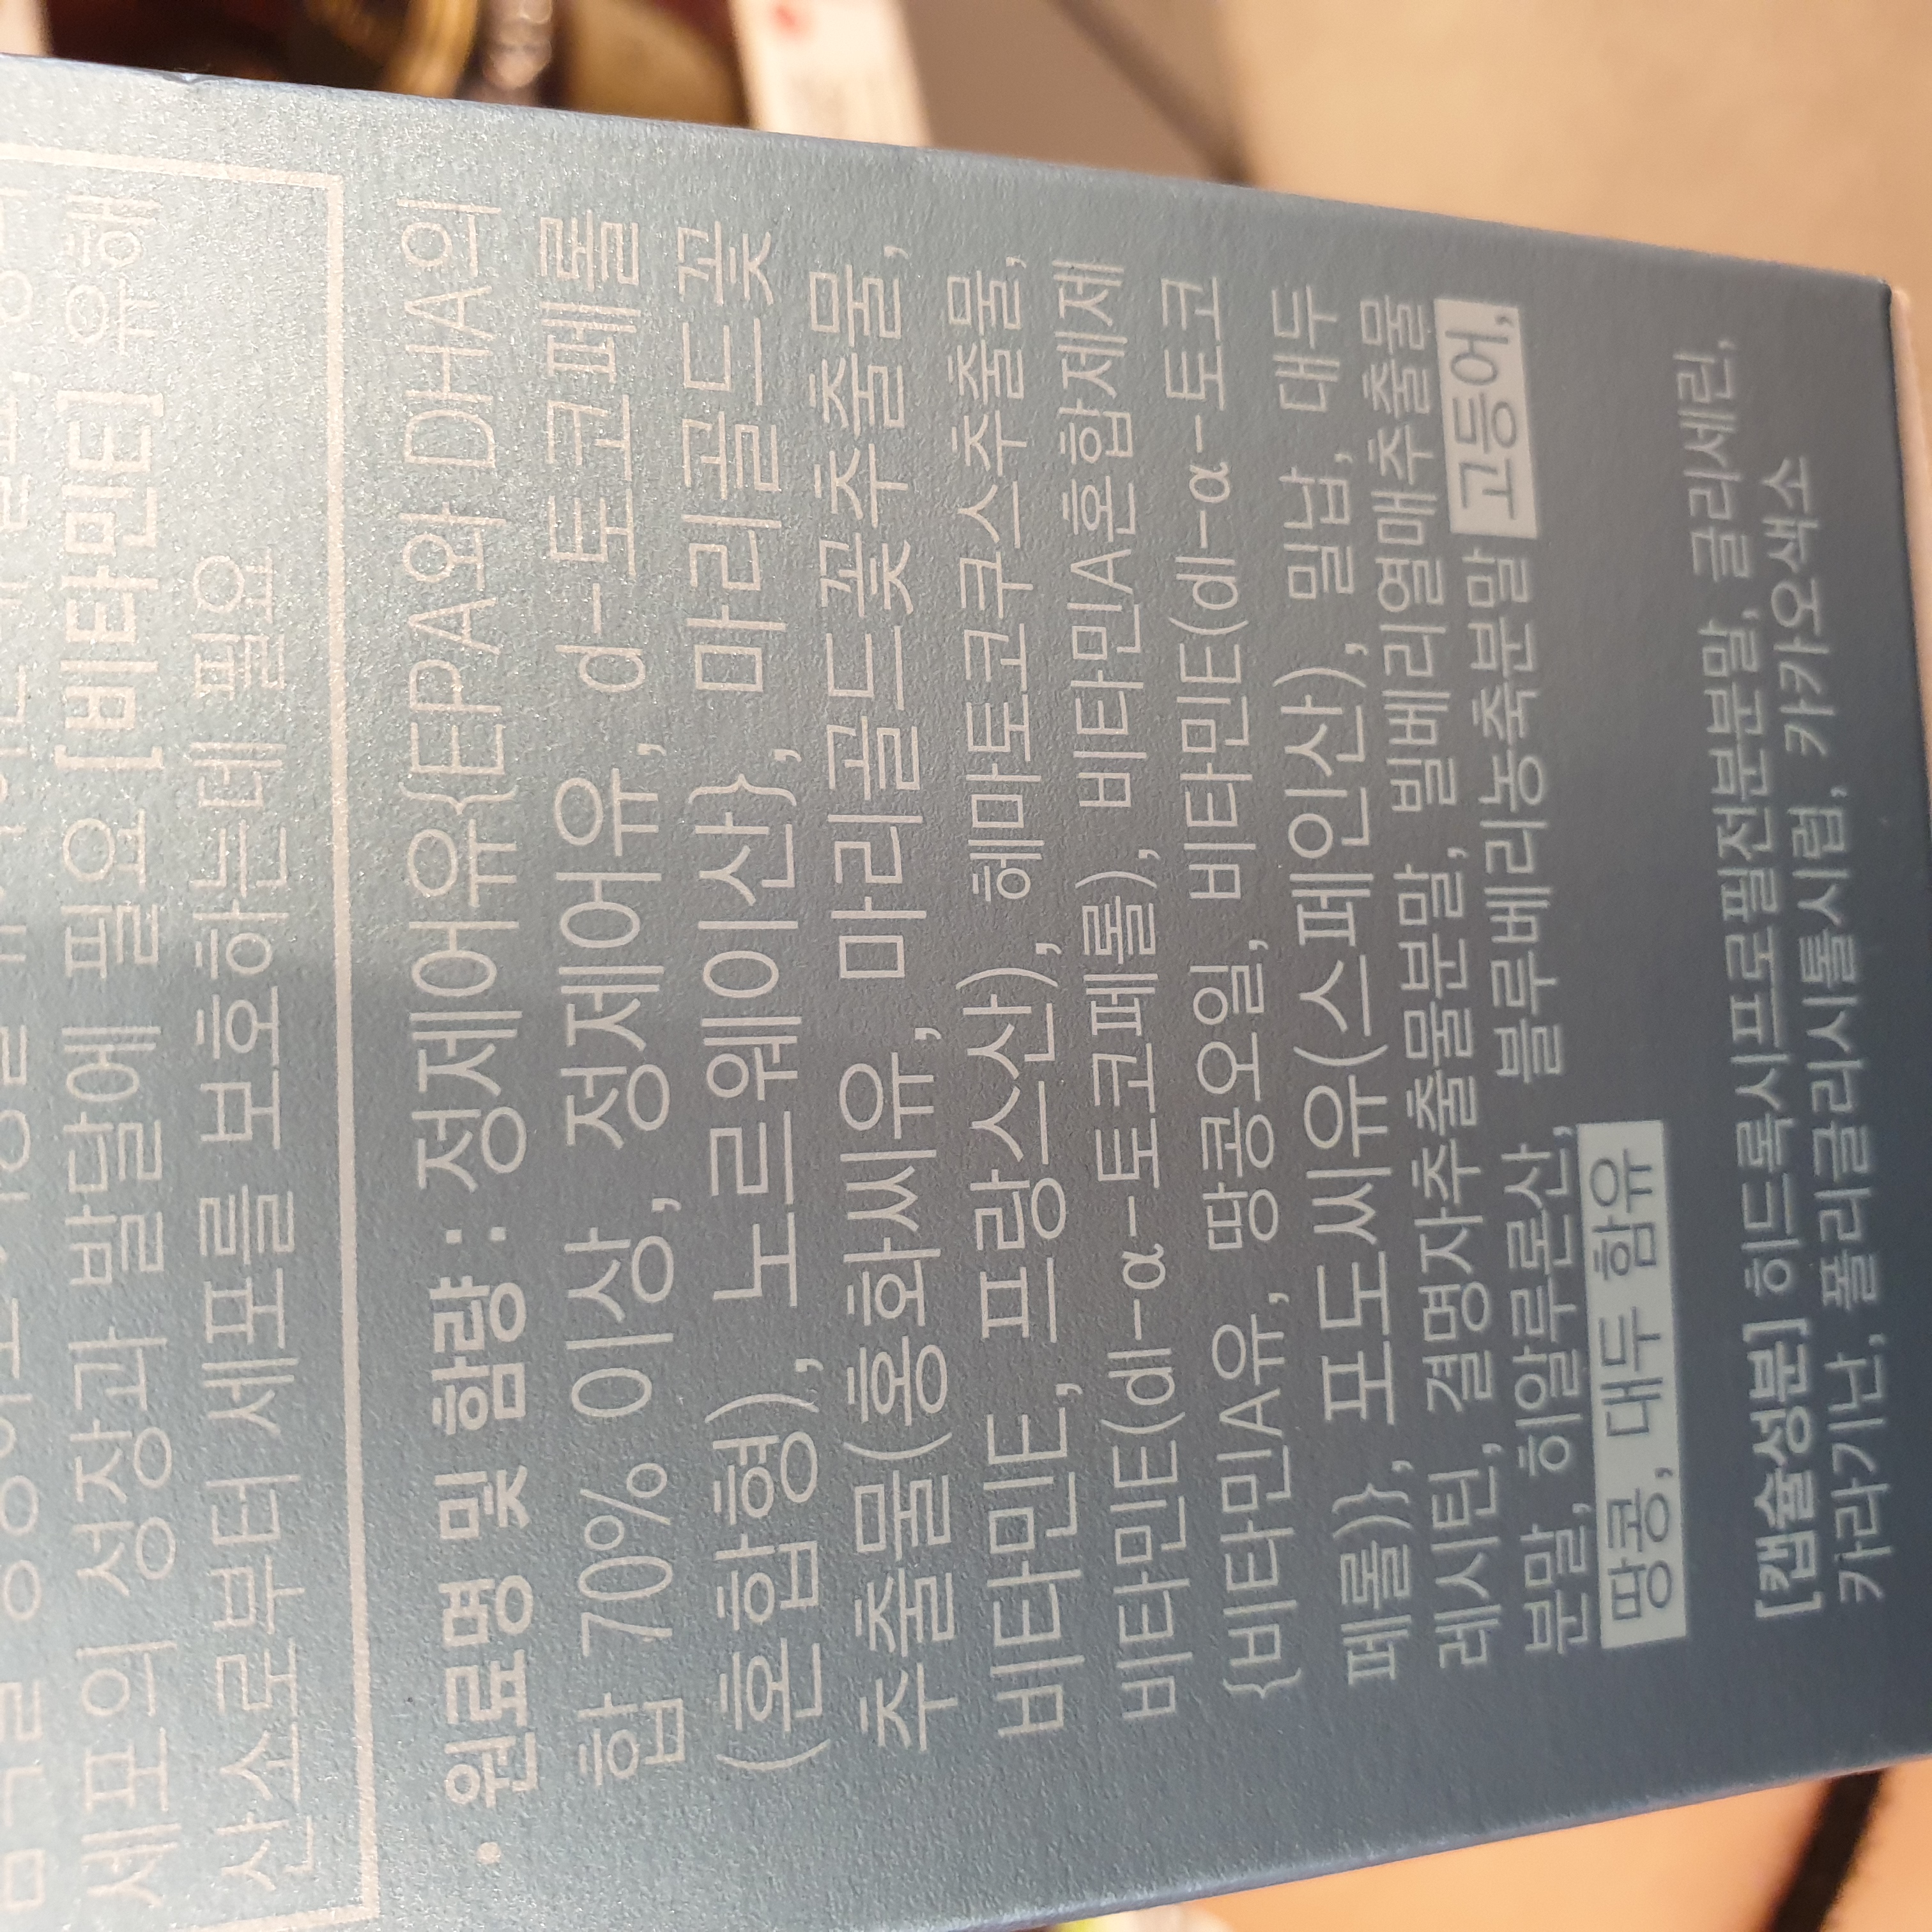 세포의 성장과 발달에 필요 [비타민E] 유해
산소로부터 세포를 보호하는데 필요
• 원료명 및 함량 : 정제어유{EPA와 DHA의
합 70% 이상, 정제어유, d-토코페롤
(혼합형), 노르웨이산}, 마리골드꽃
추출물(홍화씨유, 마리골드꽃추출물,
비타민E, 프랑스산), 헤마토코쿠스추출물,
비타민E(dl-α-토코페롤), 비타민A혼합제제
{비타민A유, 땅콩오일, 비타민E(dl-α-토코
페롤)}, 포도씨유(스페인산), 밀납, 대두
레시틴, 결명자추출물분말, 빌베리열매추출물
분말, 히알루론산, 블루베리농축분말 고등어,
땅콩, 대두 함유
[캡슐성분] 히드록시프로필전분분말, 글리세린,
카라기난, 폴리글리시톨시럽, 카카오색소